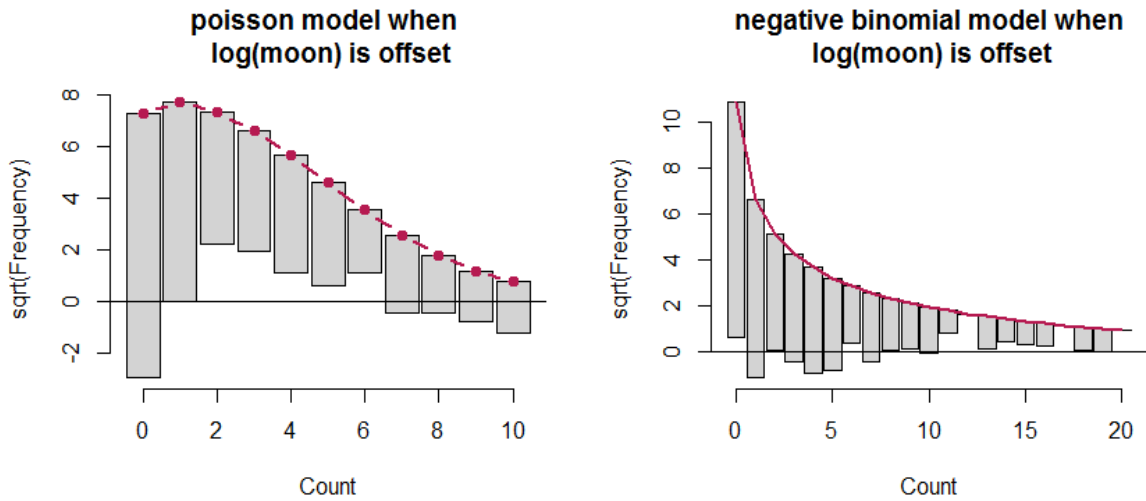 poisson model when
log(moon) is offset
sqrt(Frequency)
8
6
4
2
0
-2
0 2 4 6 8 10
Count
negative binomial model when
log(moon) is offset
sqrt(Frequency)
10
8
6
4
2
0
0 5 10 15 20
Count